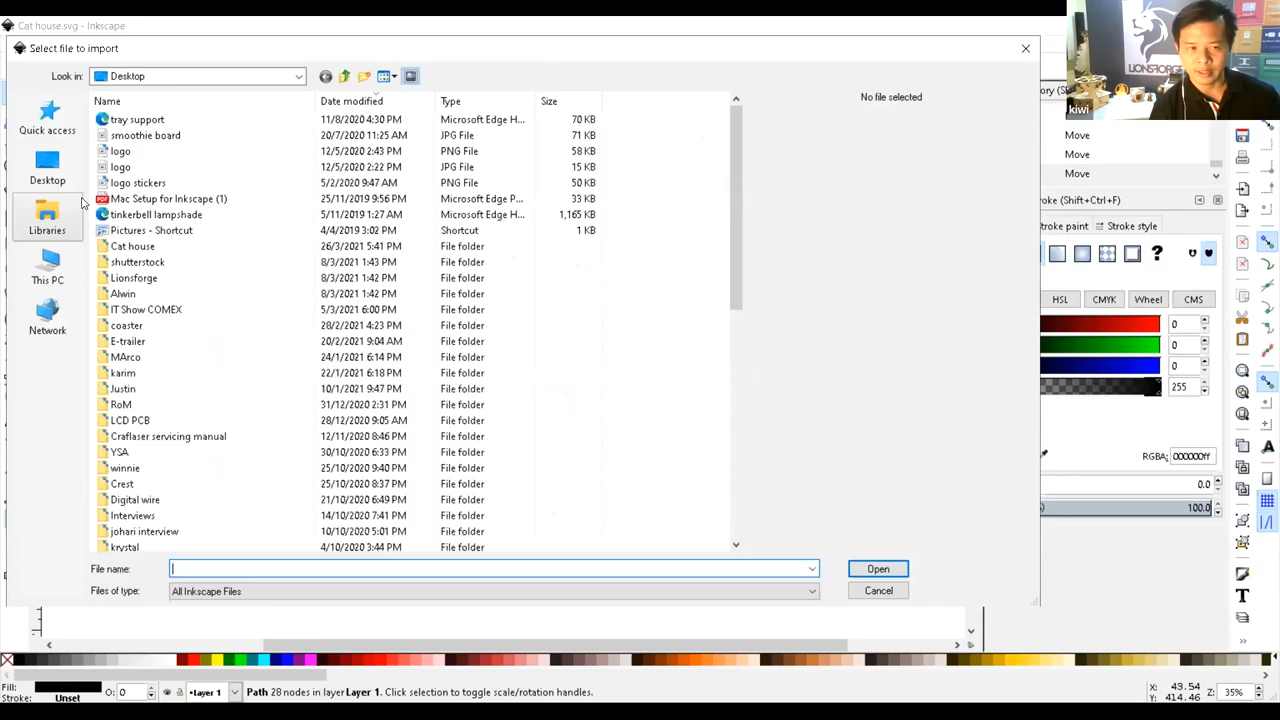 Cat house.svg - Inkscape
Select file to import
Look in:
Desktop
No file selected
Name
Date modified
Type
Size
tray support 11/8/2020 4:30 PM Microsoft Edge H... 70 KB
smoothie board 20/7/2020 11:25 AM JPG File 71 KB
logo 12/5/2020 2:43 PM PNG File 58 KB
logo 12/5/2020 2:22 PM JPG File 15 KB
logo stickers 5/2/2020 9:47 AM PNG File 50 KB
Mac Setup for Inkscape (1) 25/11/2019 9:56 PM Microsoft Edge P... 33 KB
tinkerbell lampshade 5/11/2019 1:27 AM Microsoft Edge H... 1,165 KB
Pictures - Shortcut 4/4/2019 3:02 PM Shortcut 1 KB
Cat house 26/3/2021 5:41 PM File folder
shutterstock 8/3/2021 1:43 PM File folder
Lionsforge 8/3/2021 1:42 PM File folder
Alwin 8/3/2021 1:42 PM File folder
IT Show COMEX 5/3/2021 6:00 PM File folder
coaster 28/2/2021 4:23 PM File folder
E-trailer 20/2/2021 9:04 AM File folder
MArco 24/1/2021 6:14 PM File folder
karim 22/1/2021 6:18 PM File folder
Justin 10/1/2021 9:47 PM File folder
RoM 31/12/2020 2:31 PM File folder
LCD PCB 28/12/2020 9:05 AM File folder
Craflaser servicing manual 12/11/2020 8:46 PM File folder
YSA 30/10/2020 6:33 PM File folder
winnie 25/10/2020 9:40 PM File folder
Crest 25/10/2020 8:37 PM File folder
Digital wire 21/10/2020 6:49 PM File folder
Interviews 14/10/2020 7:41 PM File folder
johari interview 10/10/2020 5:01 PM File folder
krystal 4/10/2020 3:44 PM File folder
Quick access
Desktop
Libraries
This PC
Network
File name:
Open
Files of type:
All Inkscape Files
Cancel
LIONSFORGE
kiwi
ory (S
Move
Move
Move
roke (Shift+Ctrl+F)
troke paint
Stroke style
?
HSL
CMYK
Wheel
CMS
0
0
0
255
RGBA:
000000ff
0.0
100.0
Fill:
Stroke:
Unset
O: 0
Layer 1
Path 28 nodes in layer Layer 1. Click selection to toggle scale/rotation handles.
X: 43.54
Y: 414.46
Z: 35%